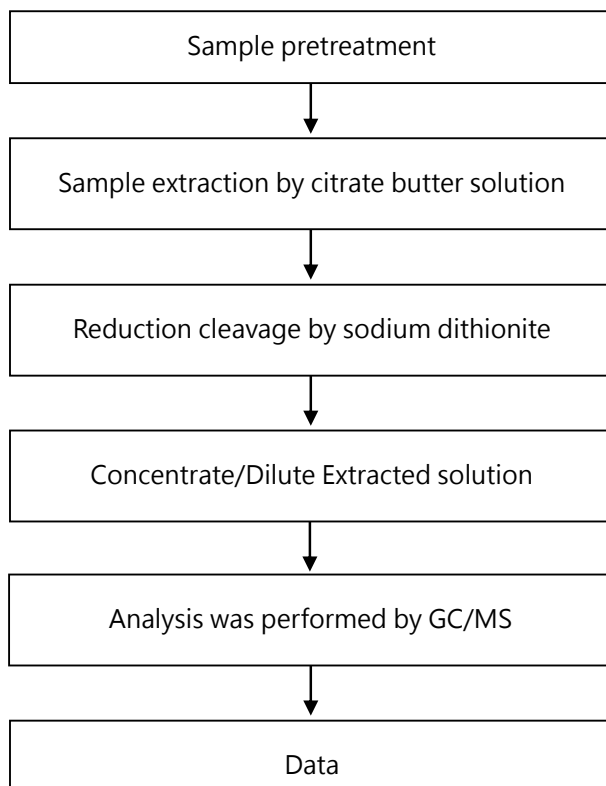 Sample pretreatment
Sample extraction by citrate butter solution
Reduction cleavage by sodium dithionite
Concentrate/Dilute Extracted solution
Analysis was performed by GC/MS
Data